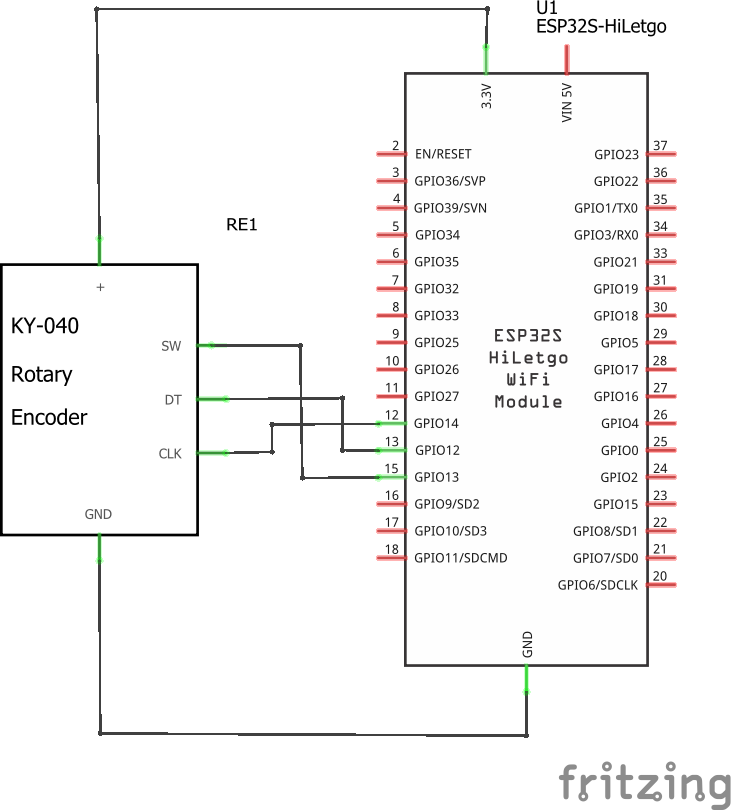 U1
ESP32S-HiLetgo
3.3V
VIN 5V
RE1
+
KY-040
Rotary
Encoder
SW
DT
CLK
GND
2 EN/RESET
3 GPIO36/SVP
4 GPIO39/SVN
5 GPIO34
6 GPIO35
7 GPIO32
8 GPIO33
9 GPIO25
10 GPIO26
11 GPIO27
12 GPIO14
13 GPIO12
15 GPIO13
16 GPIO9/SD2
17 GPIO10/SD3
18 GPIO11/SDCMD
ESP32S
HiLetgo
WiFi
Module
GPIO23 37
GPIO22 36
GPIO1/TX0 35
GPIO3/RX0 34
GPIO21 33
GPIO19 31
GPIO18 30
GPIO5 29
GPIO17 28
GPIO16 27
GPIO4 26
GPIO0 25
GPIO2 24
GPIO15 23
GPIO8/SD1 22
GPIO7/SD0 21
GPIO6/SDCLK 20
GND
fritzing